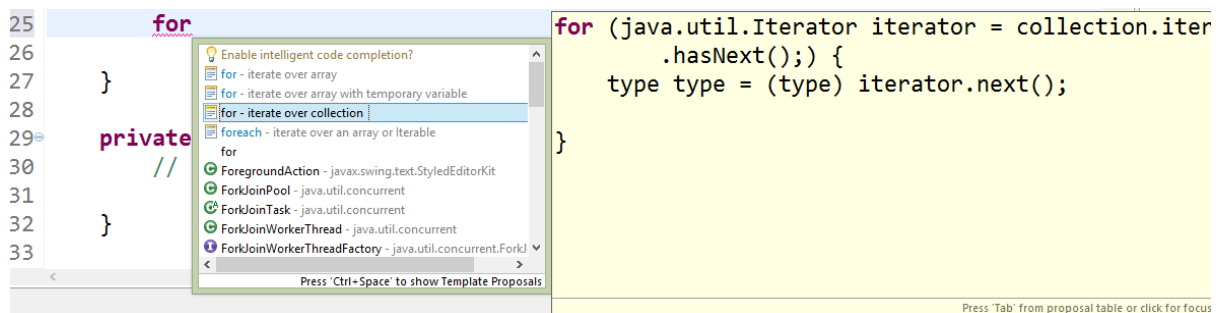 25 for
26
27 }
28
29 private
30 //
31
32 }
33
Enable intelligent code completion?
for - iterate over array
for - iterate over array with temporary variable
for - iterate over collection
foreach - iterate over an array or Iterable
for
ForegroundAction - javax.swing.text.StyledEditorKit
ForkJoinPool - java.util.concurrent
ForkJoinTask - java.util.concurrent
ForkJoinWorkerThread - java.util.concurrent
ForkJoinWorkerThreadFactory - java.util.concurrent.ForkJ
Press 'Ctrl+Space' to show Template Proposals
for (java.util.Iterator iterator = collection.iter
.hasNext();) {
type type = (type) iterator.next();
}
Press 'Tab' from proposal table or click for focus